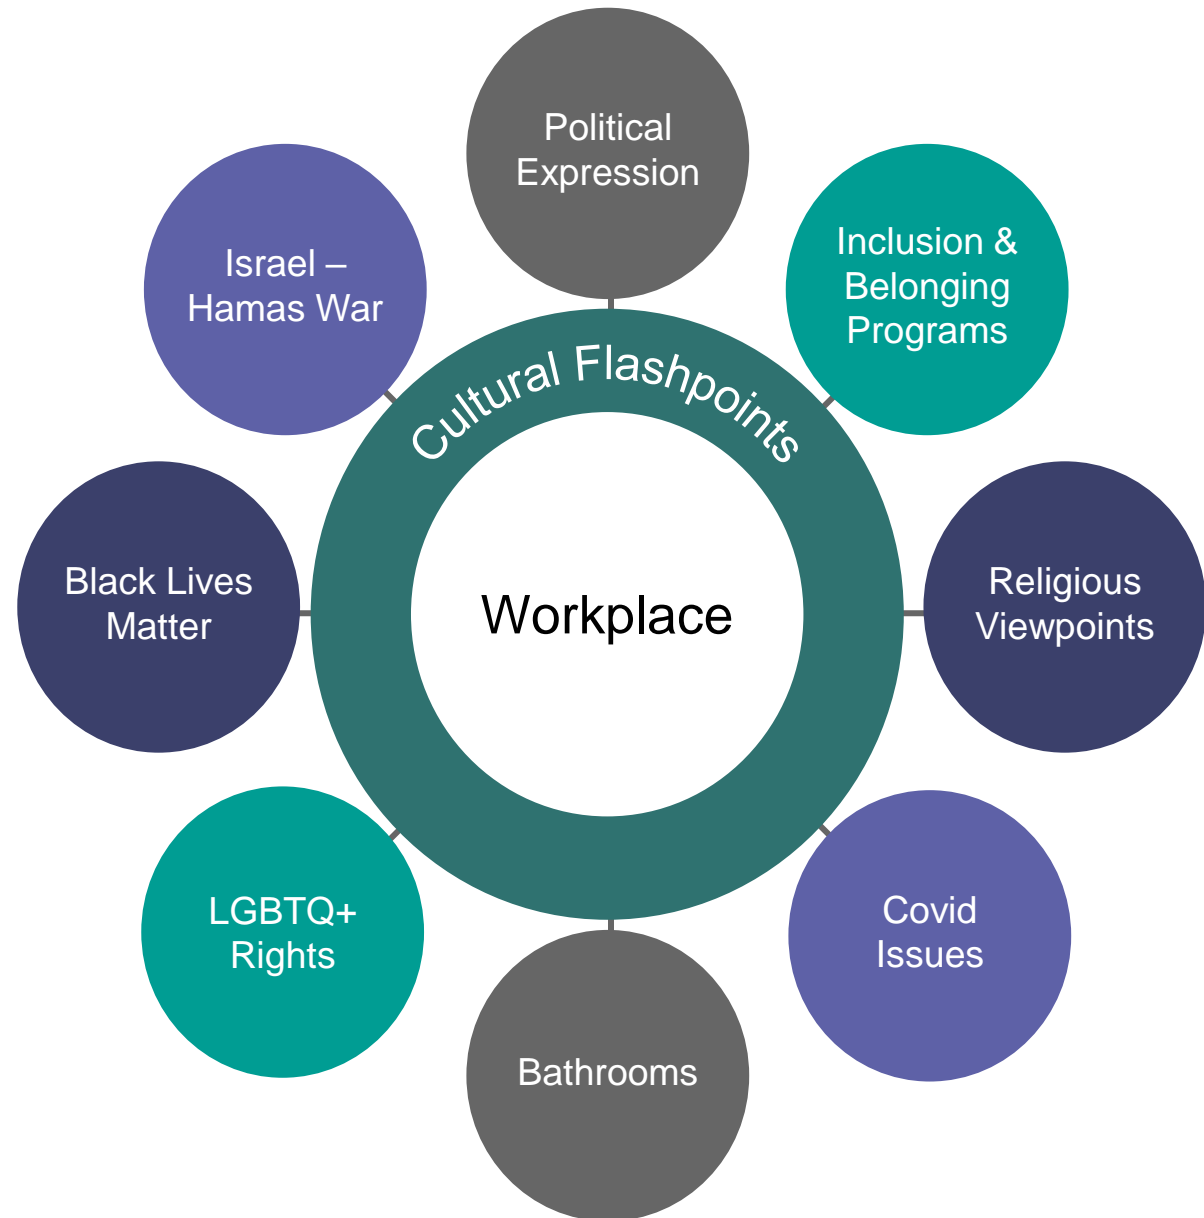 Political
Expression
Inclusion &
Belonging
Programs
Israel –
Hamas War
Cultural Flashpoints
Black Lives
Matter
Workplace
Religious
Viewpoints
LGBTQ+
Rights
Covid
Issues
Bathrooms